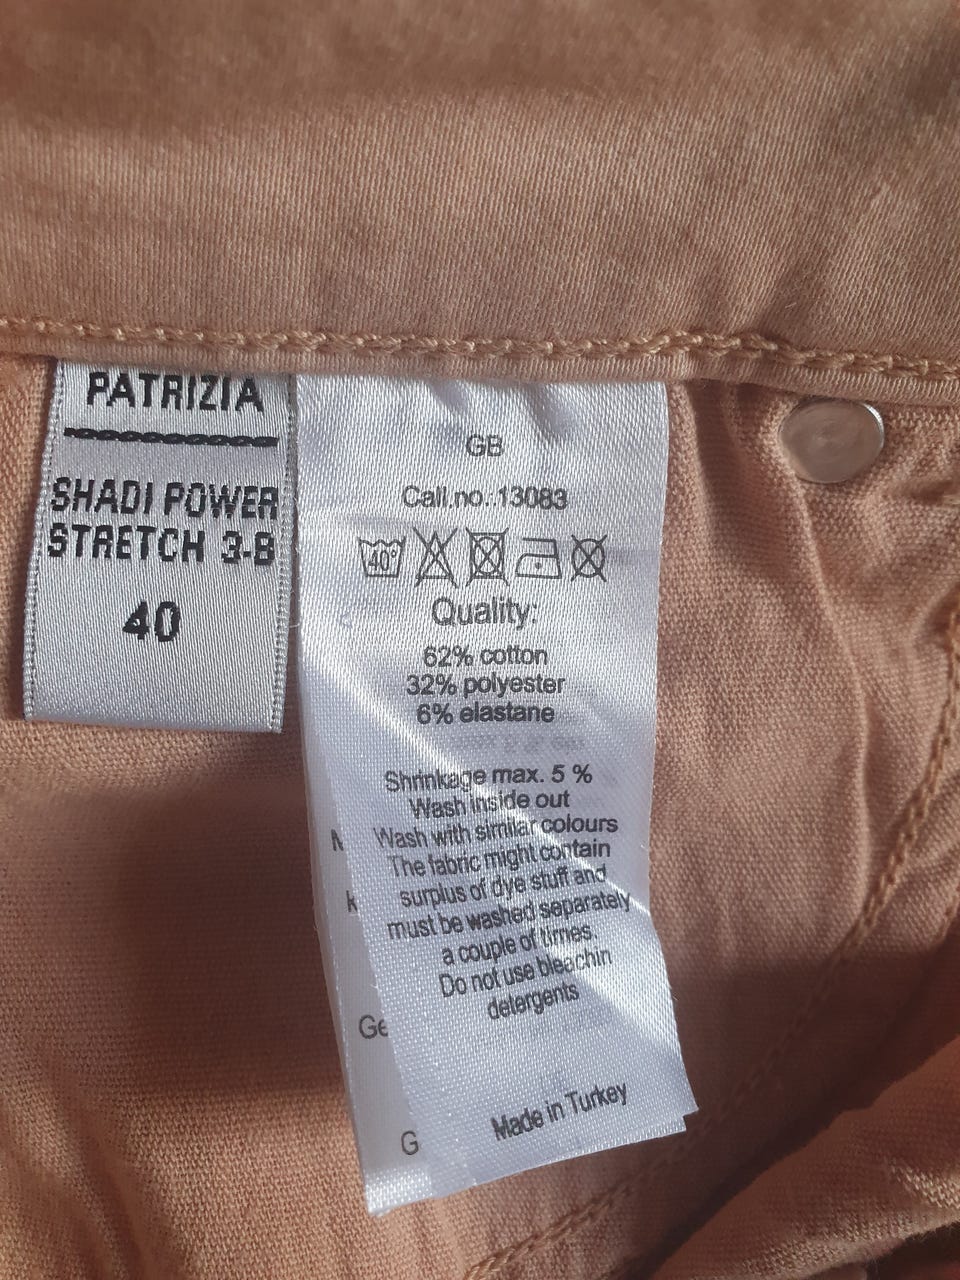 PATRIZIA
SHADI POWER
STRETCH 3-B
40
GB
Call.no. 13083
40°
Quality:
62% cotton
32% polyester
6% elastane
Shrinkage max. 5 %
Wash inside out
Wash with similar colours
The fabric might contain
surplus of dye stuff and
must be washed separately
a couple of times
Do not use bleachin
detergents
Made in Turkey
k
Ge
G